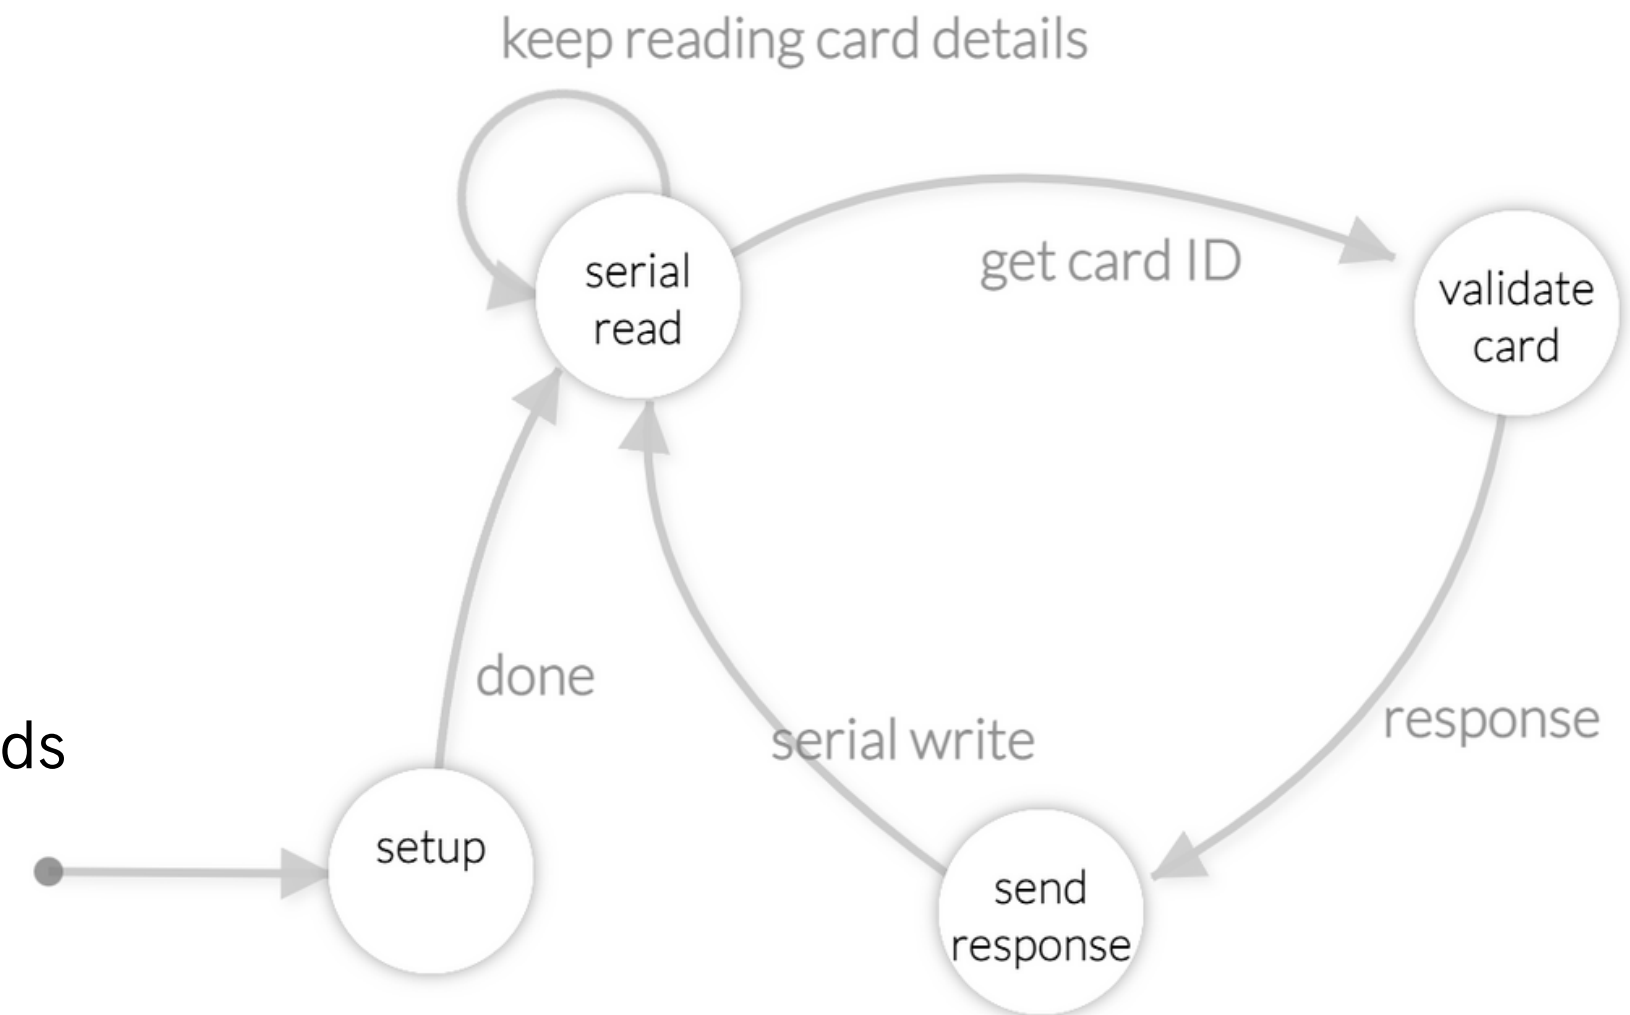 keep reading card details
serial
read
get card ID
validate
card
done
serial write
response
ds
setup
send
response